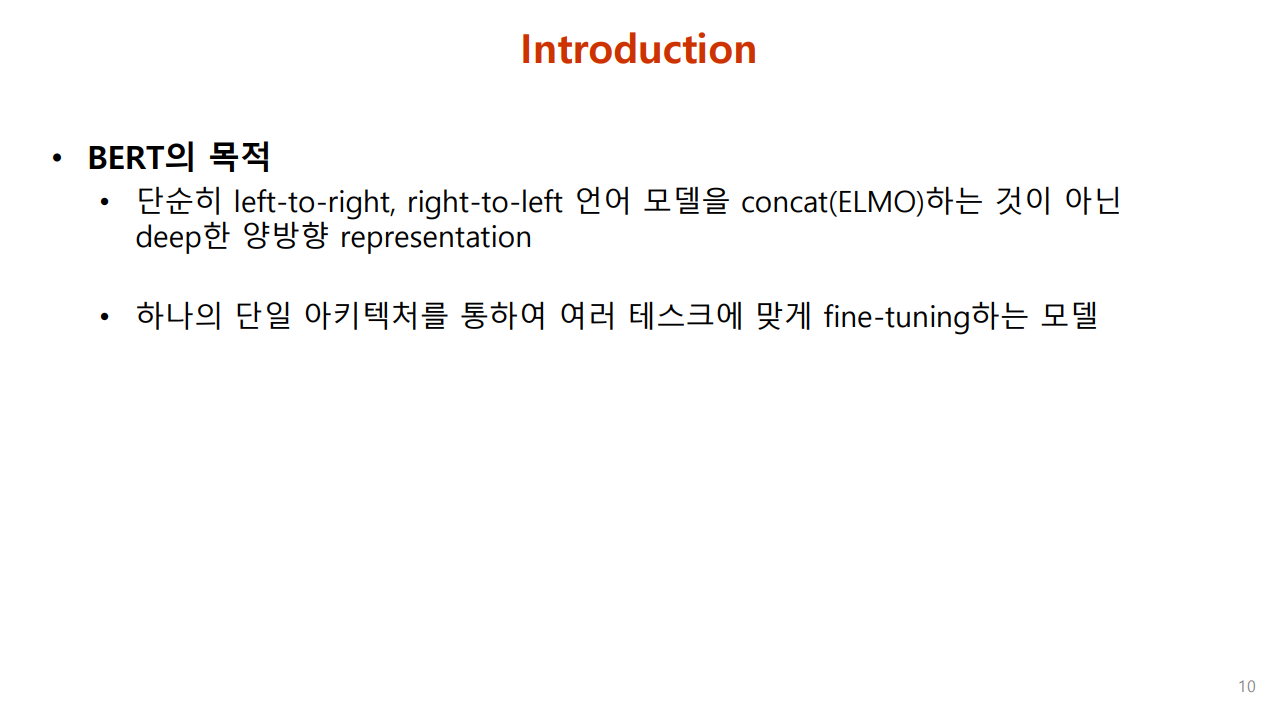 Introduction
• BERT의 목적
• 단순히 left-to-right, right-to-left 언어 모델을 concat(ELMO)하는 것이 아닌
deep한 양방향 representation
• 하나의 단일 아키텍처를 통하여 여러 테스크에 맞게 fine-tuning하는 모델
10